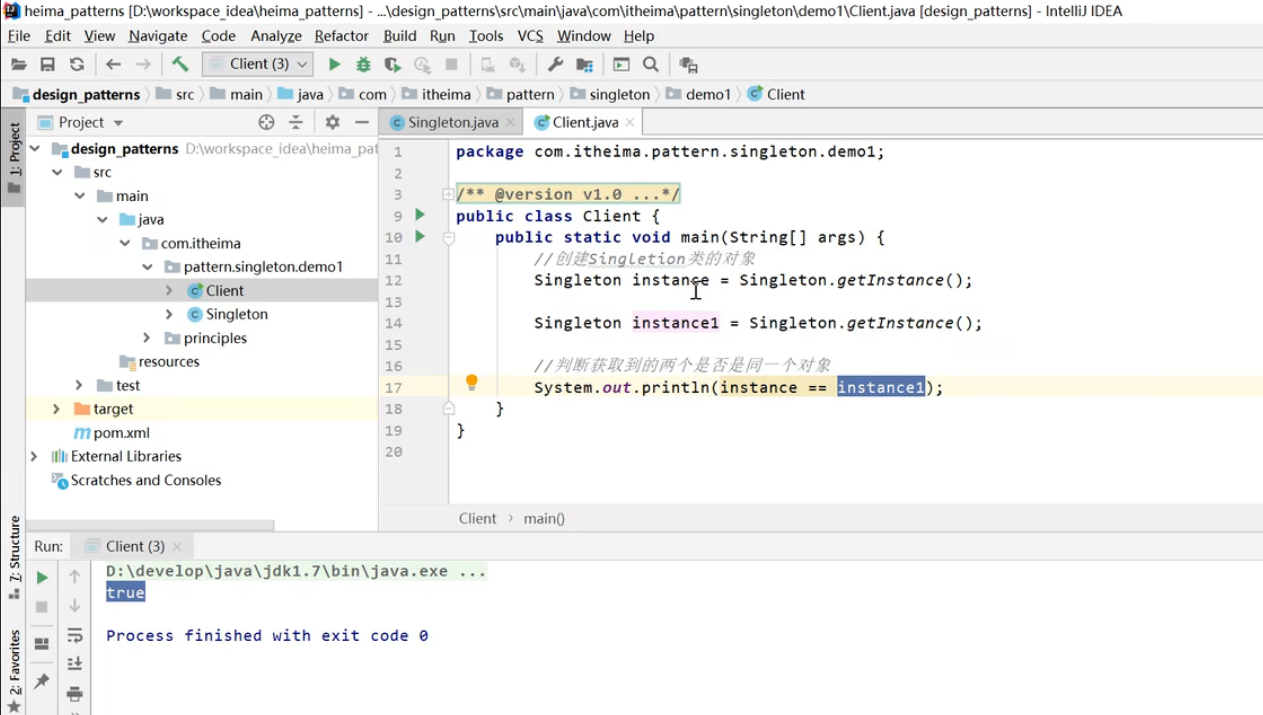 heima_patterns [D:\workspace_idea\heima_patterns] - ...\design_patterns\src\main\java\com\itheima\pattern\singleton\demo1\Client.java [design_patterns] - IntelliJ IDEA
File Edit View Navigate Code Analyze Refactor Build Run Tools VCS Window Help
Client (3)
design_patterns src main java com itheima pattern singleton demo1 Client
Project
Singleton.java
Client.java
1: Project
design_patterns D:\workspace_idea\heima_pat
src
main
java
com.itheima
pattern.singleton.demo1
Client
Singleton
principles
resources
test
target
pom.xml
External Libraries
Scratches and Consoles
1 package com.itheima.pattern.singleton.demo1;
2
3 /** @version v1.0 ...*/
9 public class Client {
10 public static void main(String[] args) {
11 //创建Singletion类的对象
12 Singleton instance = Singleton.getInstance();
13
14 Singleton instance1 = Singleton.getInstance();
15
16 //判断获取到的两个是否是同一个对象
17 System.out.println(instance == instance1);
18 }
19 }
20
Client › main()
7: Structure
2: Favorites
Run: Client (3)
D:\develop\java\jdk1.7\bin\java.exe ...
true
Process finished with exit code 0